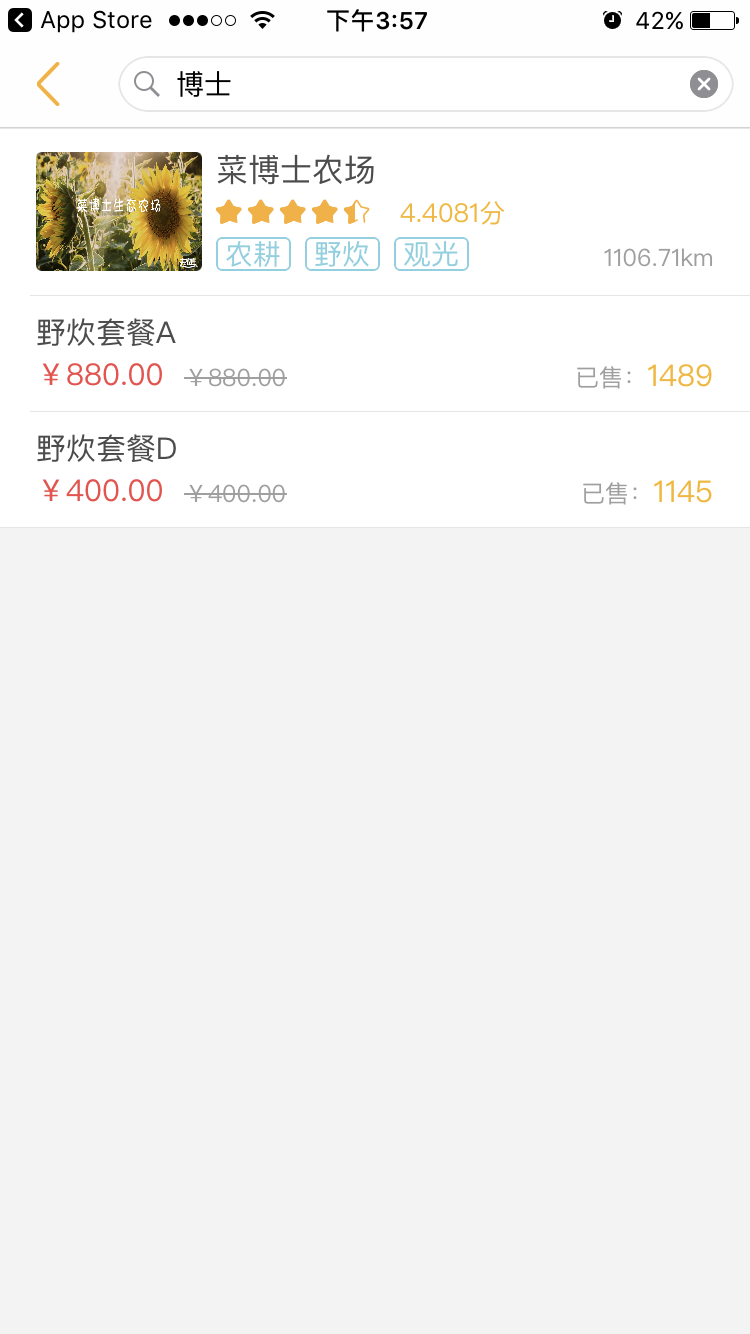 App Store
下午3:57
42%
博士
菜博士生态农场
菜博士农场
4.4081分
农耕 野炊 观光
1106.71km
野炊套餐A
￥880.00 ￥880.00
已售：1489
野炊套餐D
￥400.00 ￥400.00
已售：1145